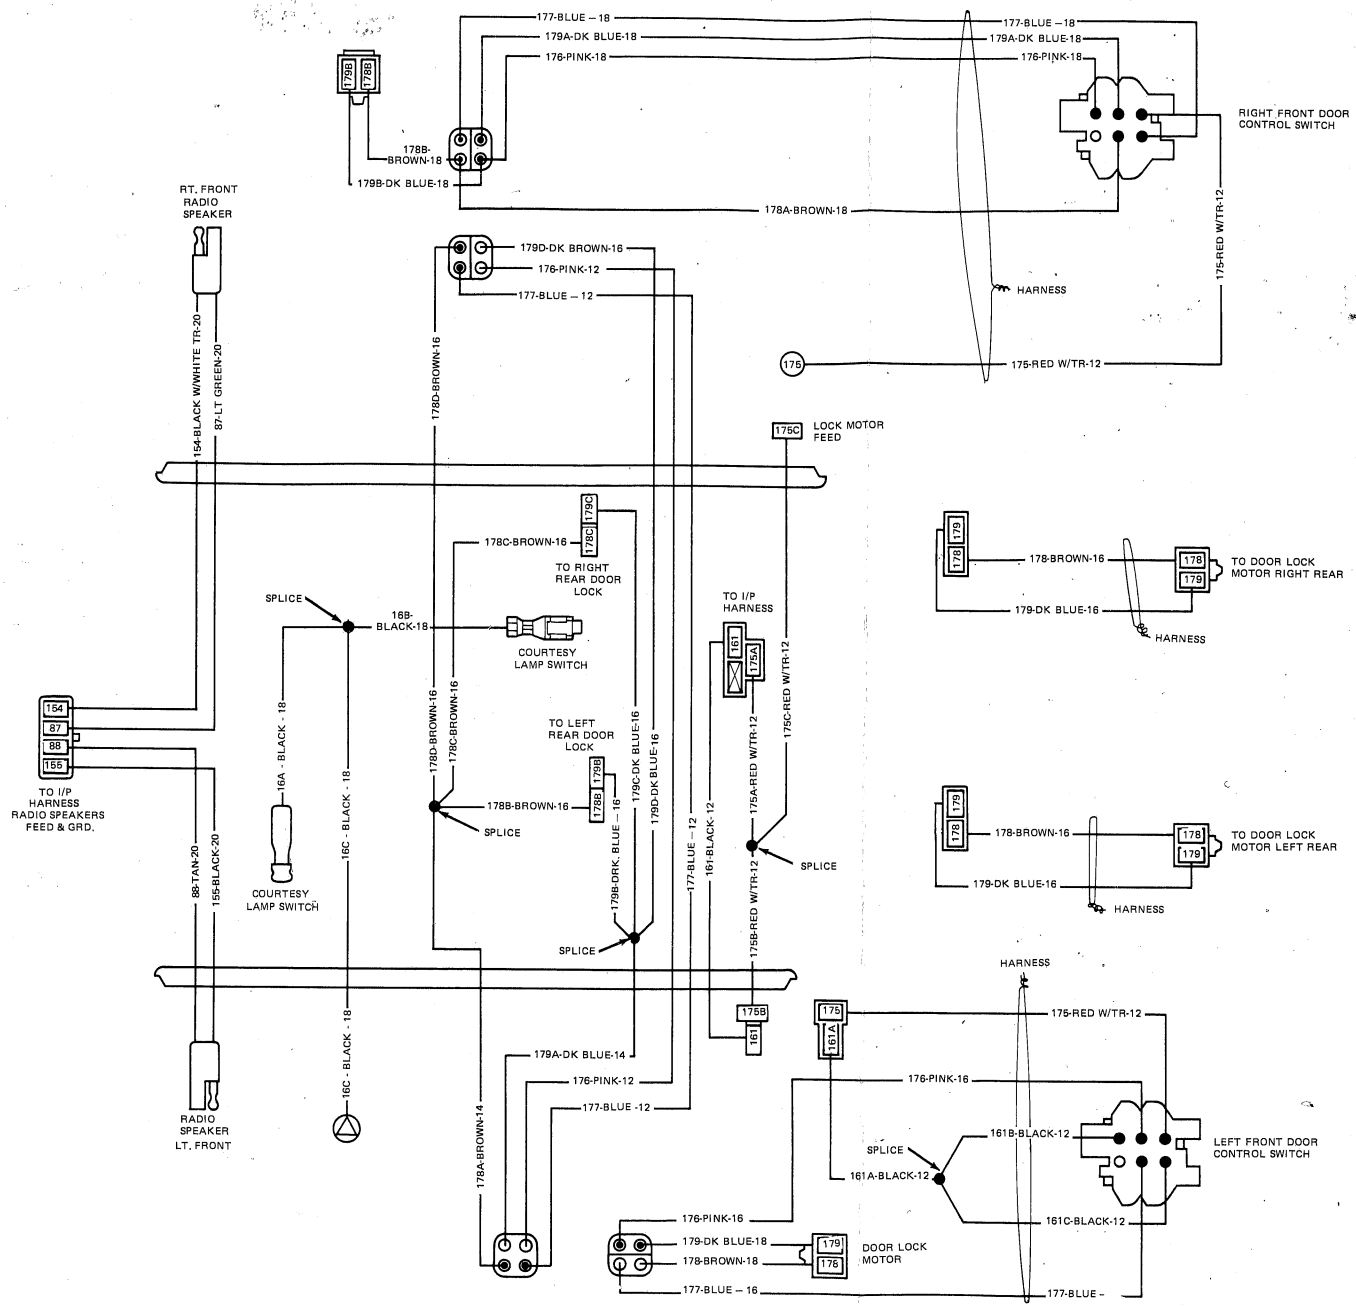 177-BLUE – 18
177-BLUE –18
179A-DK BLUE-18
179A-DK BLUE-18
176-PINK-18
176-PINK-18
179B
178B
RIGHT FRONT DOOR
CONTROL SWITCH
178B-
BROWN-18
179B-DK BLUE-18
178A-BROWN-18
175-RED W/TR-12
RT. FRONT
RADIO
SPEAKER
179D-DK BROWN-16
176-PINK-12
177-BLUE – 12
HARNESS
154-BLACK W/WHITE TR-20
87-LT GREEN-20
178D-BROWN-16
175
175-RED W/TR-12
175C
LOCK MOTOR
FEED
179C
178C
178C-BROWN-16
TO RIGHT
REAR DOOR
LOCK
179
178
178-BROWN-16
178
179
TO DOOR LOCK
MOTOR RIGHT REAR
179-DK BLUE-16
HARNESS
SPLICE
16B-
BLACK-18
COURTESY
LAMP SWITCH
TO I/P
HARNESS
161
175A
175C-RED W/TR-12
154
87
88
155
TO I/P
HARNESS
RADIO SPEAKERS
FEED & GRD.
16A - BLACK - 18
16C - BLACK - 18
178D-BROWN-16
178C-BROWN-16
TO LEFT
REAR DOOR
LOCK
179B
178B
178B-BROWN-16
SPLICE
179B-DRK. BLUE – 16
179C-DK BLUE-16
179D-DK BLUE-16
177-BLUE – 12
161-BLACK-12
175A-RED W/TR-12
SPLICE
175B-RED W/TR-12
179
178
178-BROWN-16
178
179
TO DOOR LOCK
MOTOR LEFT REAR
179-DK BLUE-16
HARNESS
88-TAN-20
155-BLACK-20
COURTESY
LAMP SWITCH
SPLICE
HARNESS
175B
161
175
161A
175-RED W/TR-12
16C - BLACK - 18
179A-DK BLUE-14
176-PINK-12
177-BLUE -12
176-PINK-16
RADIO
SPEAKER
LT. FRONT
178A-BROWN-14
161B-BLACK-12
SPLICE
161A-BLACK-12
161C-BLACK-12
LEFT FRONT DOOR
CONTROL SWITCH
176-PINK-16
179-DK BLUE-18
178-BROWN-18
179
178
DOOR LOCK
MOTOR
177-BLUE – 16
177-BLUE –